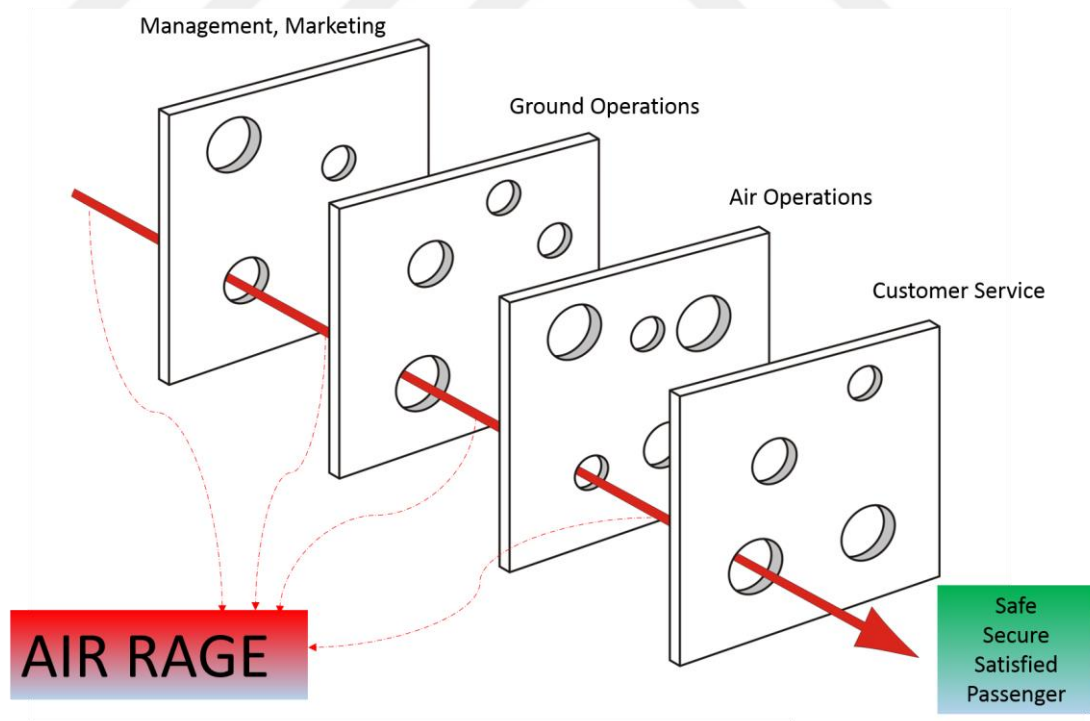 Management, Marketing
Ground Operations
Air Operations
Customer Service
AIR RAGE
Safe
Secure
Satisfied
Passenger